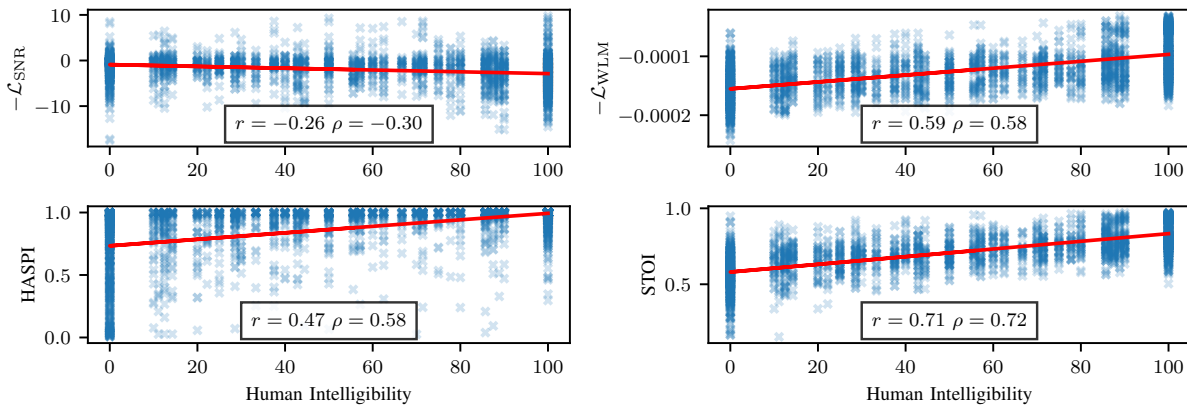 −𝓛SNR
0
−10
r = −0.26 ρ = −0.30
0 20 40 60 80 100
−𝓛WLM
−0.0001
−0.0002
r = 0.59 ρ = 0.58
0 20 40 60 80 100
HASPI
1.0
0.5
0.0
r = 0.47 ρ = 0.58
0 20 40 60 80 100
Human Intelligibility
STOI
1.0
0.5
r = 0.71 ρ = 0.72
0 20 40 60 80 100
Human Intelligibility